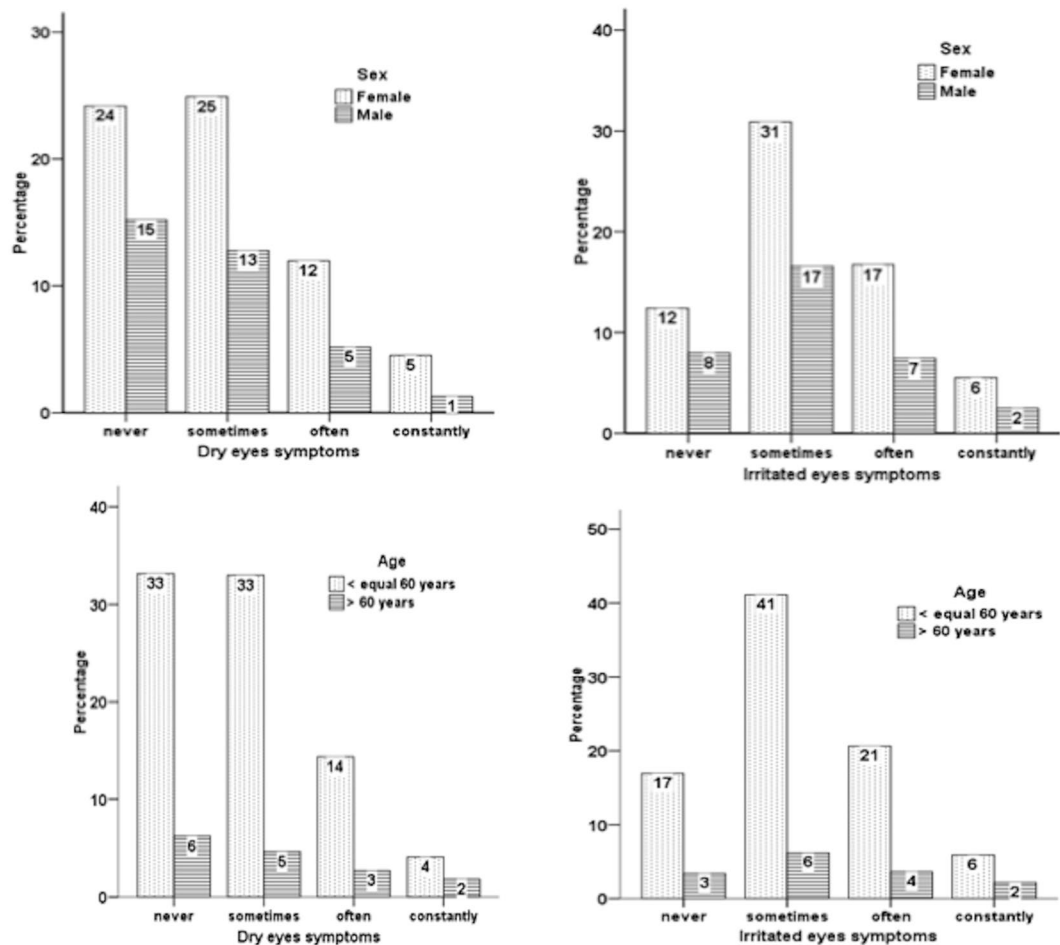 30
20
10
0
Percentage
Sex
Female
Male
24
15
25
13
12
5
5
1
never sometimes often constantly
Dry eyes symptoms
40
30
20
10
0
Percentage
Sex
Female
Male
12
8
31
17
17
7
6
2
never sometimes often constantly
Irritated eyes symptoms
40
30
20
10
0
Percentage
Age
< equal 60 years
> 60 years
33
6
33
5
14
3
4
2
never sometimes often constantly
Dry eyes symptoms
50
40
30
20
10
0
Percentage
Age
< equal 60 years
> 60 years
17
3
41
6
21
4
6
2
never sometimes often constantly
Irritated eyes symptoms